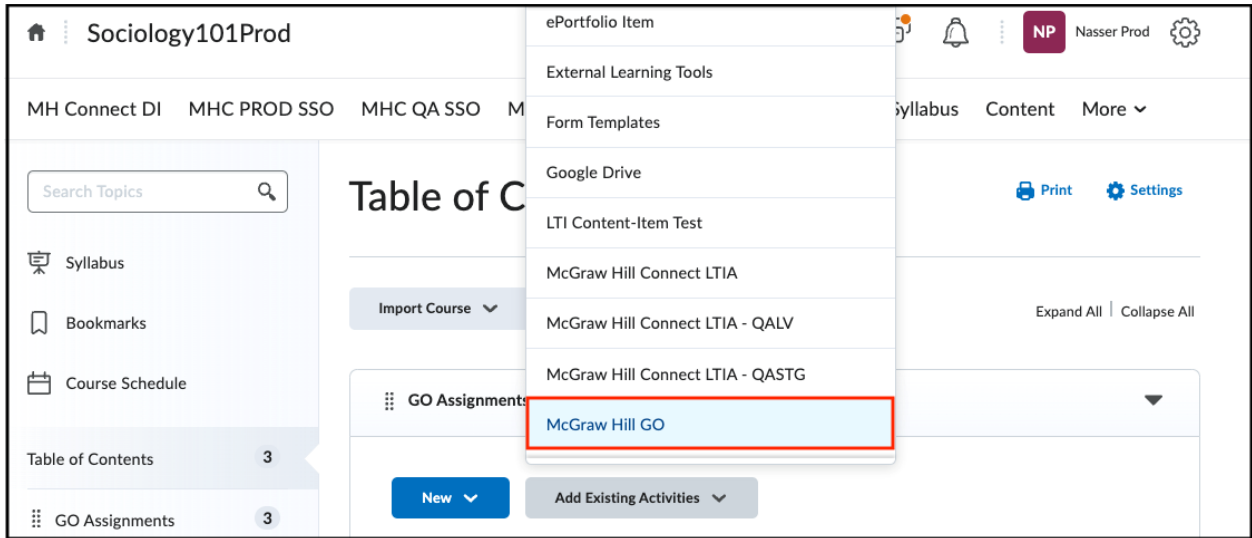 Sociology101Prod
NP
Nasser Prod
MH Connect DI
MHC PROD SSO
MHC QA SSO
M
Syllabus
Content
More
ePortfolio Item
External Learning Tools
Form Templates
Google Drive
LTI Content-Item Test
McGraw Hill Connect LTIA
McGraw Hill Connect LTIA - QALV
McGraw Hill Connect LTIA - QASTG
McGraw Hill GO
Search Topics
Syllabus
Bookmarks
Course Schedule
Table of Contents 3
GO Assignments 3
Table of C
Print
Settings
Import Course
Expand All | Collapse All
GO Assignments
New
Add Existing Activities